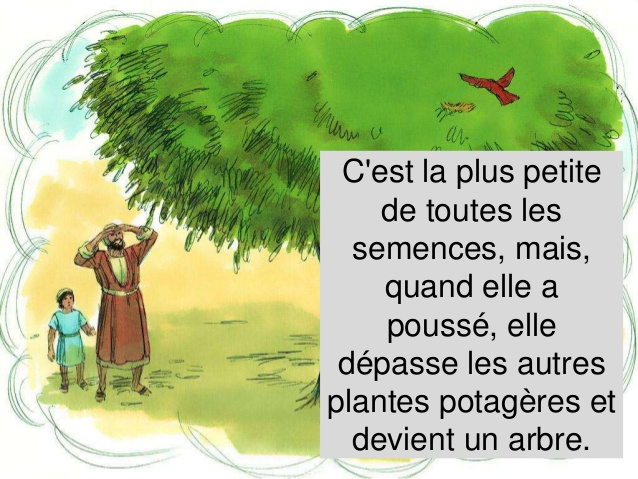 C'est la plus petite
de toutes les
semences, mais,
quand elle a
poussé, elle
dépasse les autres
plantes potagères et
devient un arbre.